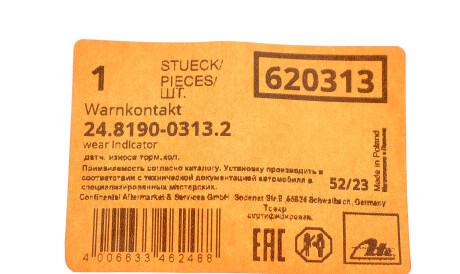 1
STUECK/
PIECES/
ШТ.
620313
Warnkontakt
24.8190-0313.2
wear Indicator
датч. износа торм.кол.
Применяемость согласно каталогу. Установку производить в
соответствии с технической документацией автомобиля в
специализированных мастерских.
52/23
Made in Poland
Continental Aftermarket & Services GmbH Sodener Str.9 ,65824 Schwalbach, Germany
Товар
сертифицирован
4 006633 462488
EAC
ate